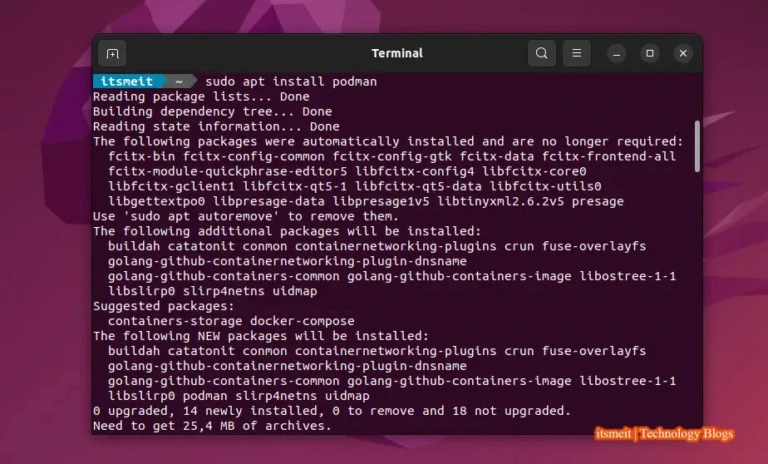 Terminal
itsmeit ~ sudo apt install podman
Reading package lists... Done
Building dependency tree... Done
Reading state information... Done
The following packages were automatically installed and are no longer required:
fcitx-bin fcitx-config-common fcitx-config-gtk fcitx-data fcitx-frontend-all
fcitx-module-quickphrase-editor5 libfcitx-config4 libfcitx-core0
libfcitx-gclient1 libfcitx-qt5-1 libfcitx-qt5-data libfcitx-utils0
libgettextpo0 libpresage-data libpresage1v5 libtinyxml2.6.2v5 presage
Use 'sudo apt autoremove' to remove them.
The following additional packages will be installed:
buildah catatonit conmon containernetworking-plugins crun fuse-overlayfs
golang-github-containernetworking-plugin-dnsname
golang-github-containers-common golang-github-containers-image libostree-1-1
libslirp0 slirp4netns uidmap
Suggested packages:
containers-storage docker-compose
The following NEW packages will be installed:
buildah catatonit conmon containernetworking-plugins crun fuse-overlayfs
golang-github-containernetworking-plugin-dnsname
golang-github-containers-common golang-github-containers-image libostree-1-1
libslirp0 podman slirp4netns uidmap
0 upgraded, 14 newly installed, 0 to remove and 18 not upgraded.
Need to get 25,4 MB of archives.
itsmeit | Technology Blogs